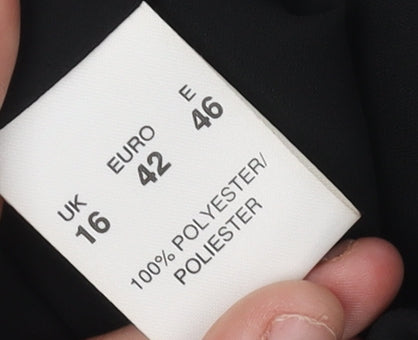 UK EURO E
16 42 46
100% POLYESTER/
POLIESTER